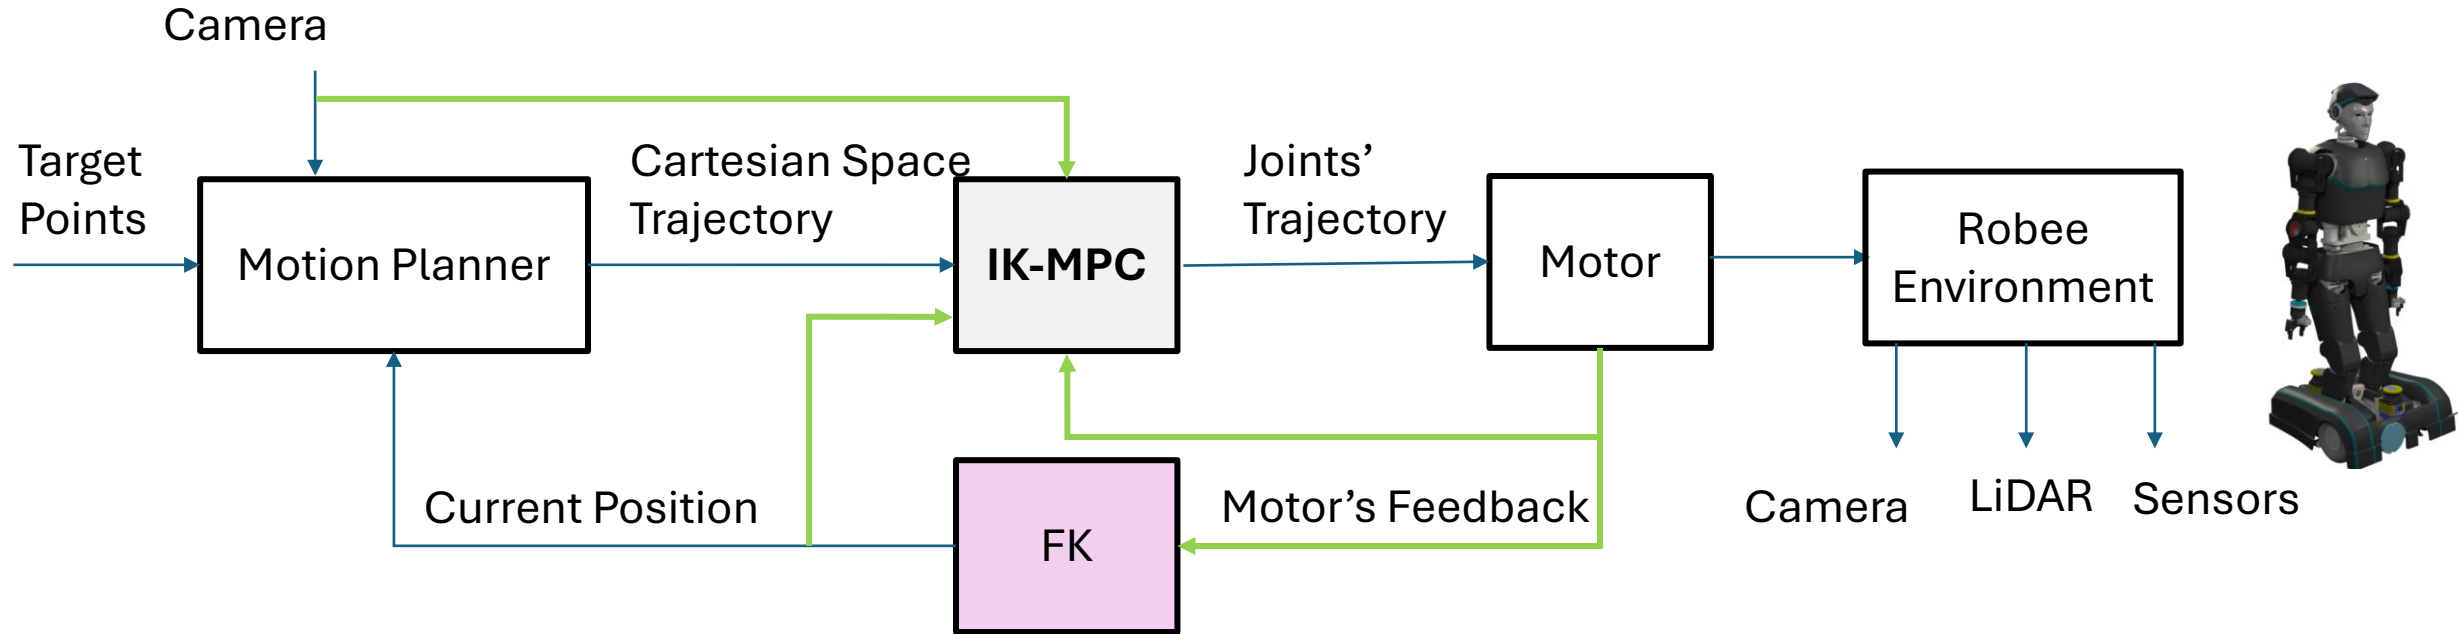 Camera
Target
Points
Motion Planner
Cartesian Space
Trajectory
IK-MPC
Joints’
Trajectory
Motor
Robee
Environment
Current Position
FK
Motor’s Feedback
Camera
LiDAR
Sensors